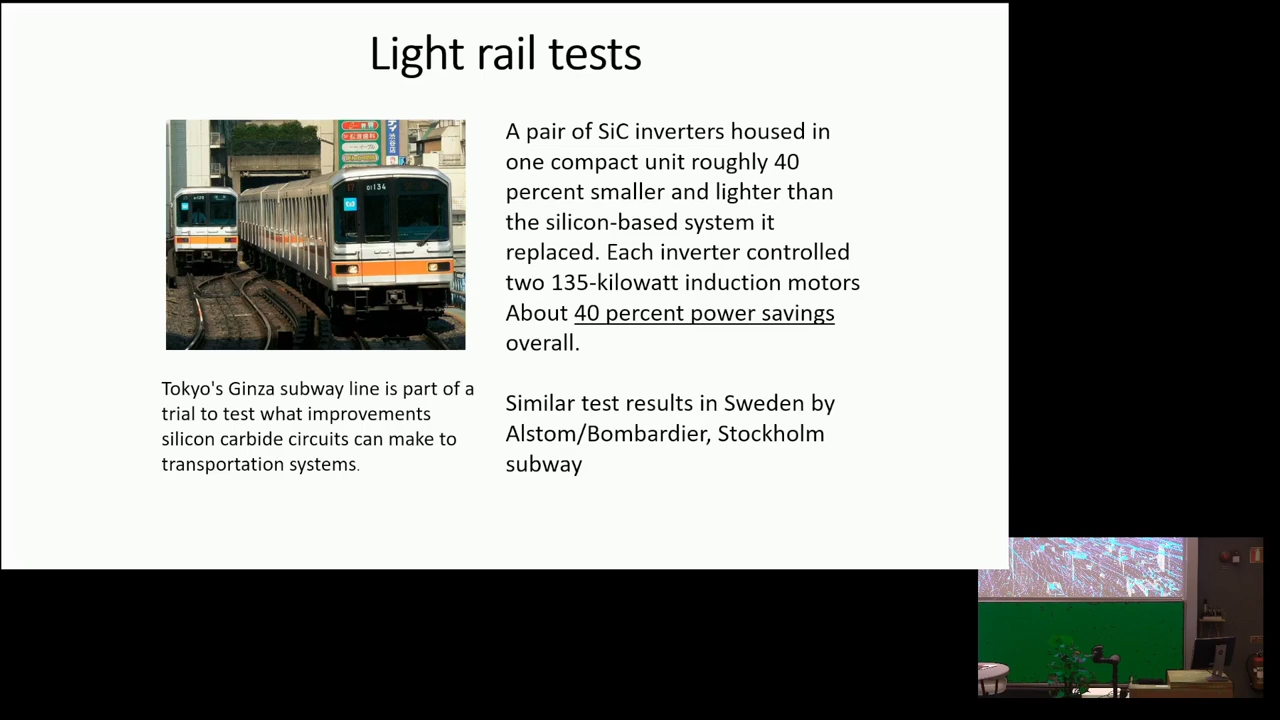 Light rail tests
01134
Tokyo's Ginza subway line is part of a
trial to test what improvements
silicon carbide circuits can make to
transportation systems.
A pair of SiC inverters housed in
one compact unit roughly 40
percent smaller and lighter than
the silicon-based system it
replaced. Each inverter controlled
two 135-kilowatt induction motors
About 40 percent power savings
overall.
Similar test results in Sweden by
Alstom/Bombardier, Stockholm
subway